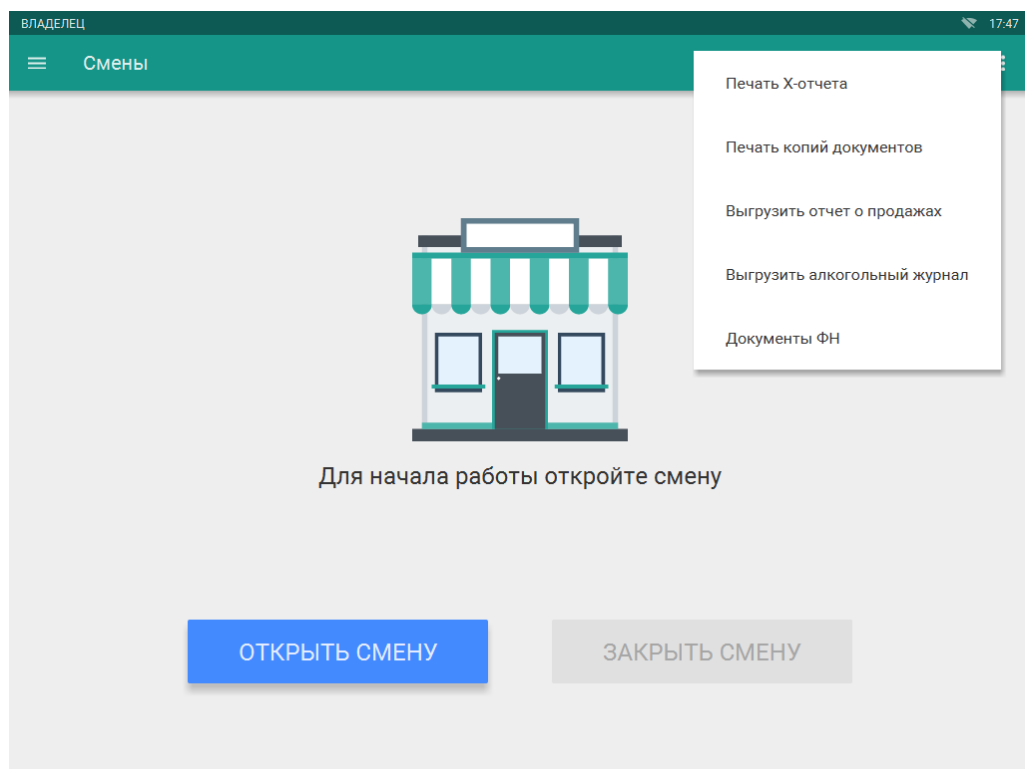 ВЛАДЕЛЕЦ
17:47
Смены
Печать X-отчета
Печать копий документов
Выгрузить отчет о продажах
Выгрузить алкогольный журнал
Документы ФН
Для начала работы откройте смену
ОТКРЫТЬ СМЕНУ
ЗАКРЫТЬ СМЕНУ